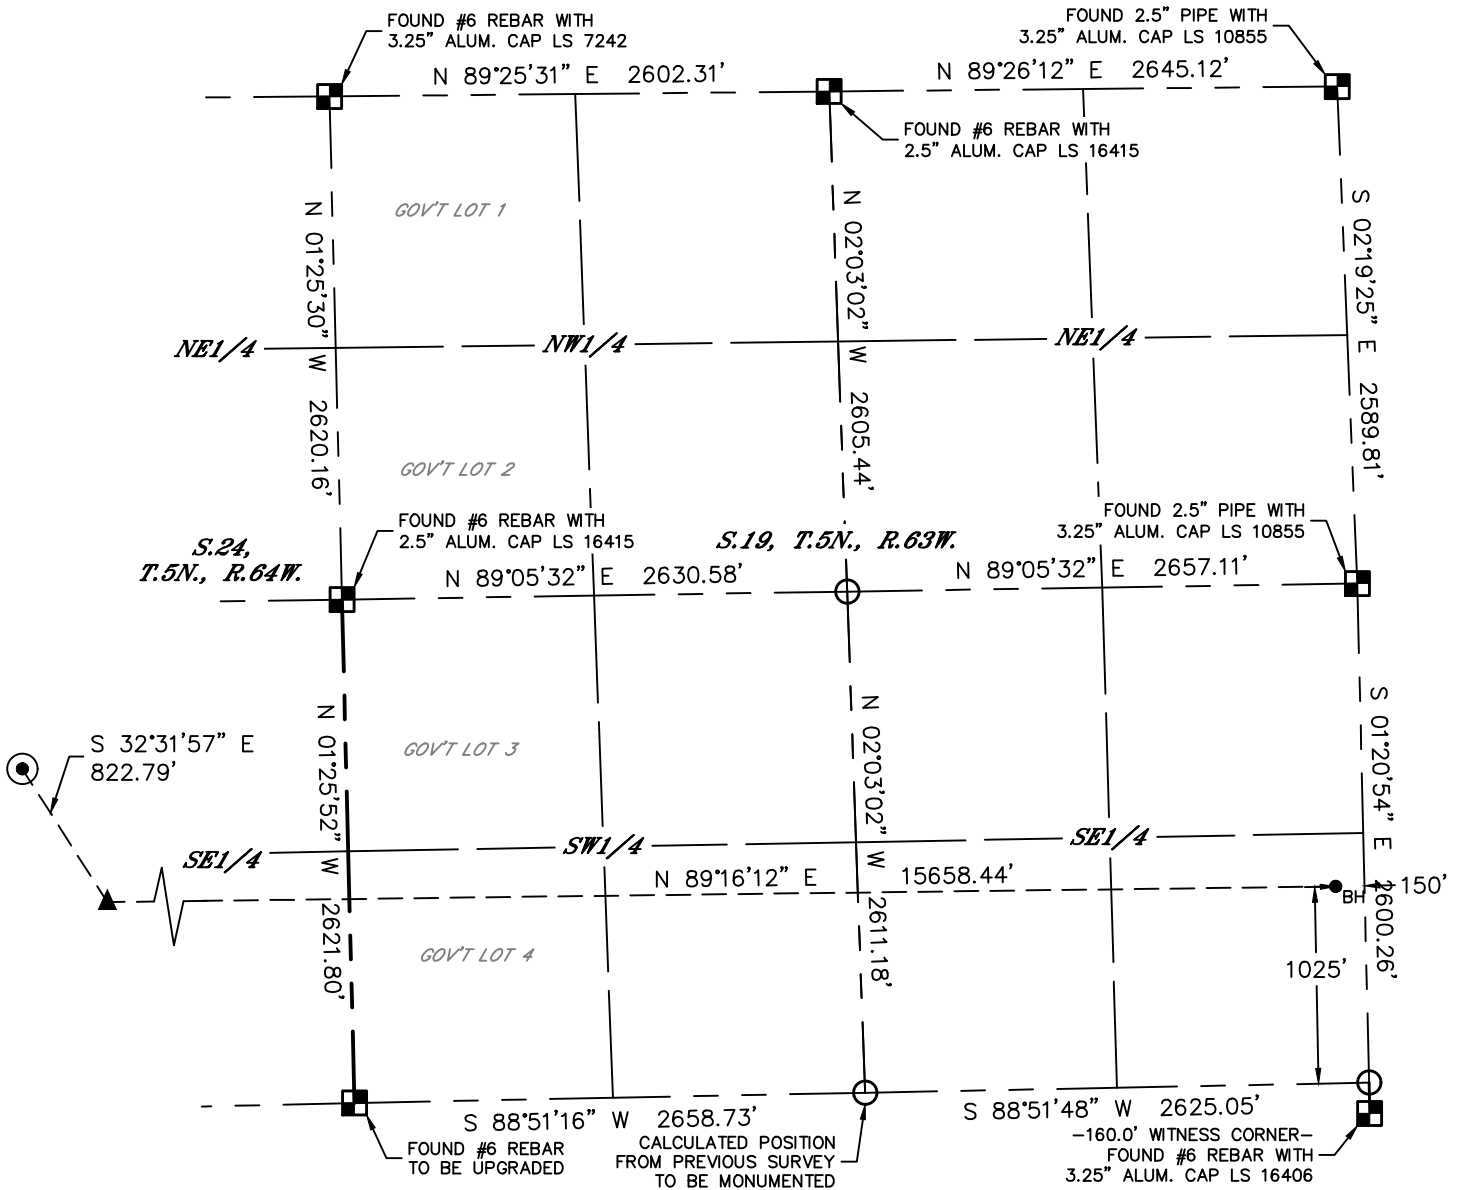 FOUND #6 REBAR WITH
3.25" ALUM. CAP LS 7242
FOUND 2.5" PIPE WITH
3.25" ALUM. CAP LS 10855
N 89°25'31" E 2602.31'
N 89°26'12" E 2645.12'
FOUND #6 REBAR WITH
2.5" ALUM. CAP LS 16415
GOV'T LOT 1
N 01°25'30" W 2620.16'
N 02°03'02" W 2605.44'
S 02°19'25" E 2589.81'
NE1/4
NW1/4
NE1/4
GOV'T LOT 2
FOUND #6 REBAR WITH
2.5" ALUM. CAP LS 16415
FOUND 2.5" PIPE WITH
3.25" ALUM. CAP LS 10855
S.24,
T.5N., R.64W.
S.19, T.5N., R.63W.
N 89°05'32" E 2630.58'
N 89°05'32" E 2657.11'
S 32°31'57" E
822.79'
GOV'T LOT 3
N 01°25'52" W 2621.80'
N 02°03'02" W 2611.18'
S 01°20'54" E 2600.26'
SE1/4
SW1/4
SE1/4
N 89°16'12" E 15658.44'
BH
150'
GOV'T LOT 4
1025'
S 88°51'16" W 2658.73'
S 88°51'48" W 2625.05'
FOUND #6 REBAR
TO BE UPGRADED
CALCULATED POSITION
FROM PREVIOUS SURVEY
TO BE MONUMENTED
-160.0' WITNESS CORNER-
FOUND #6 REBAR WITH
3.25" ALUM. CAP LS 16406